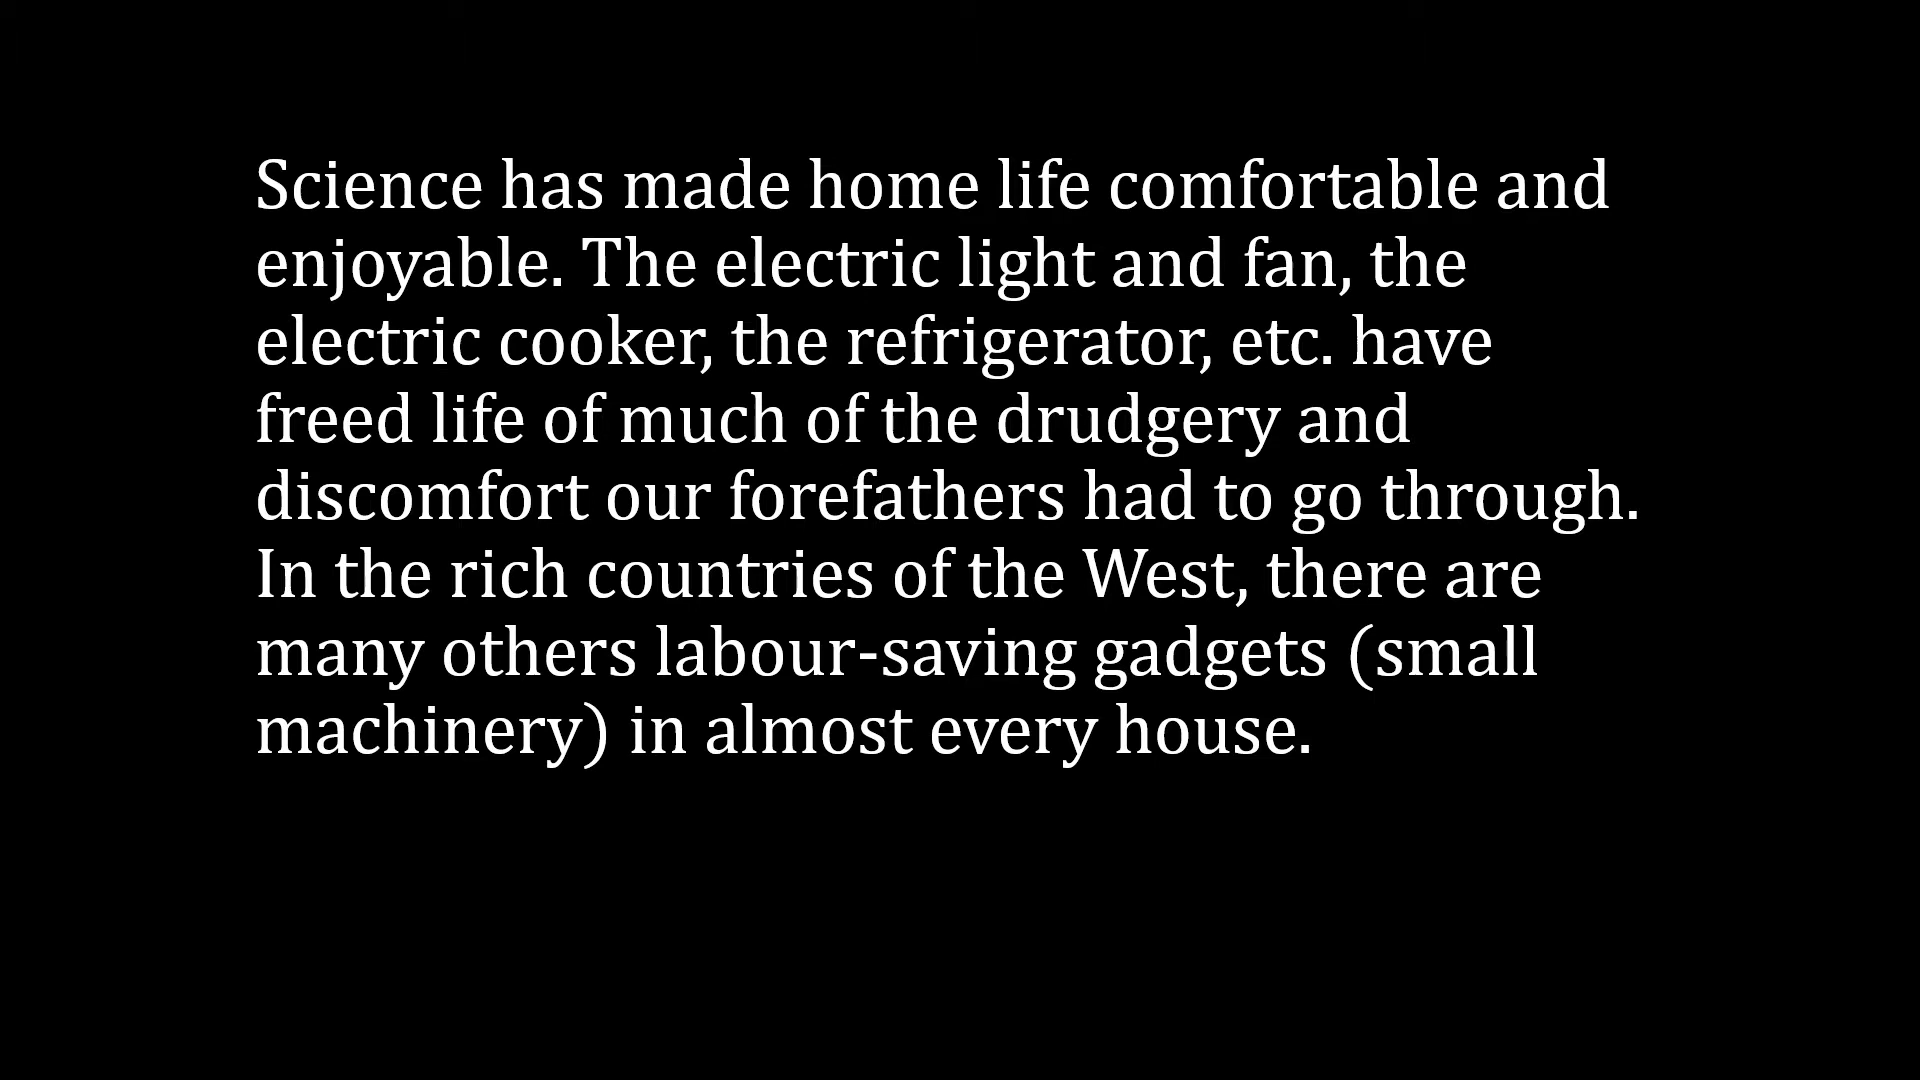 Science has made home life comfortable and
enjoyable. The electric light and fan, the
electric cooker, the refrigerator, etc. have
freed life of much of the drudgery and
discomfort our forefathers had to go through.
In the rich countries of the West, there are
many others labour-saving gadgets (small
machinery) in almost every house.